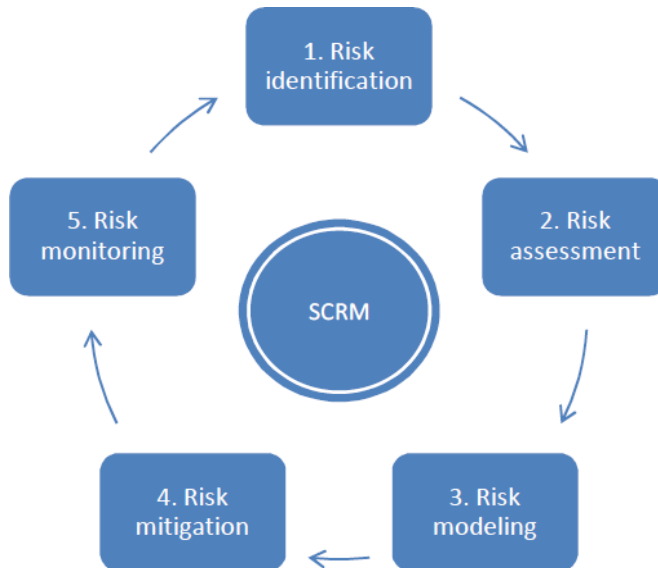 1. Risk
identification
2. Risk
assessment
3. Risk
modeling
4. Risk
mitigation
5. Risk
monitoring
SCRM